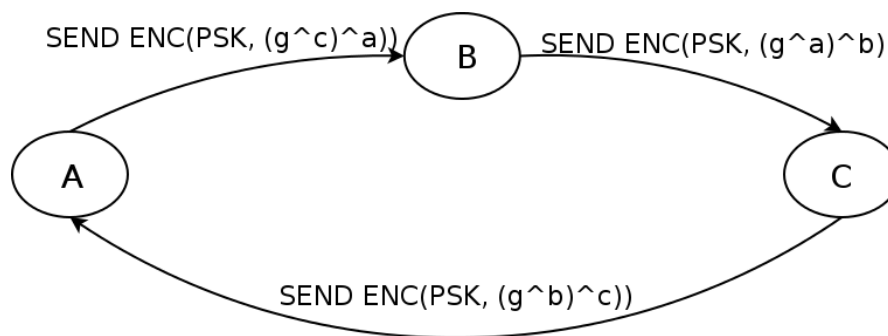 SEND ENC(PSK, (g^c)^a))
B
SEND ENC(PSK, (g^a)^b)
A
C
SEND ENC(PSK, (g^b)^c))